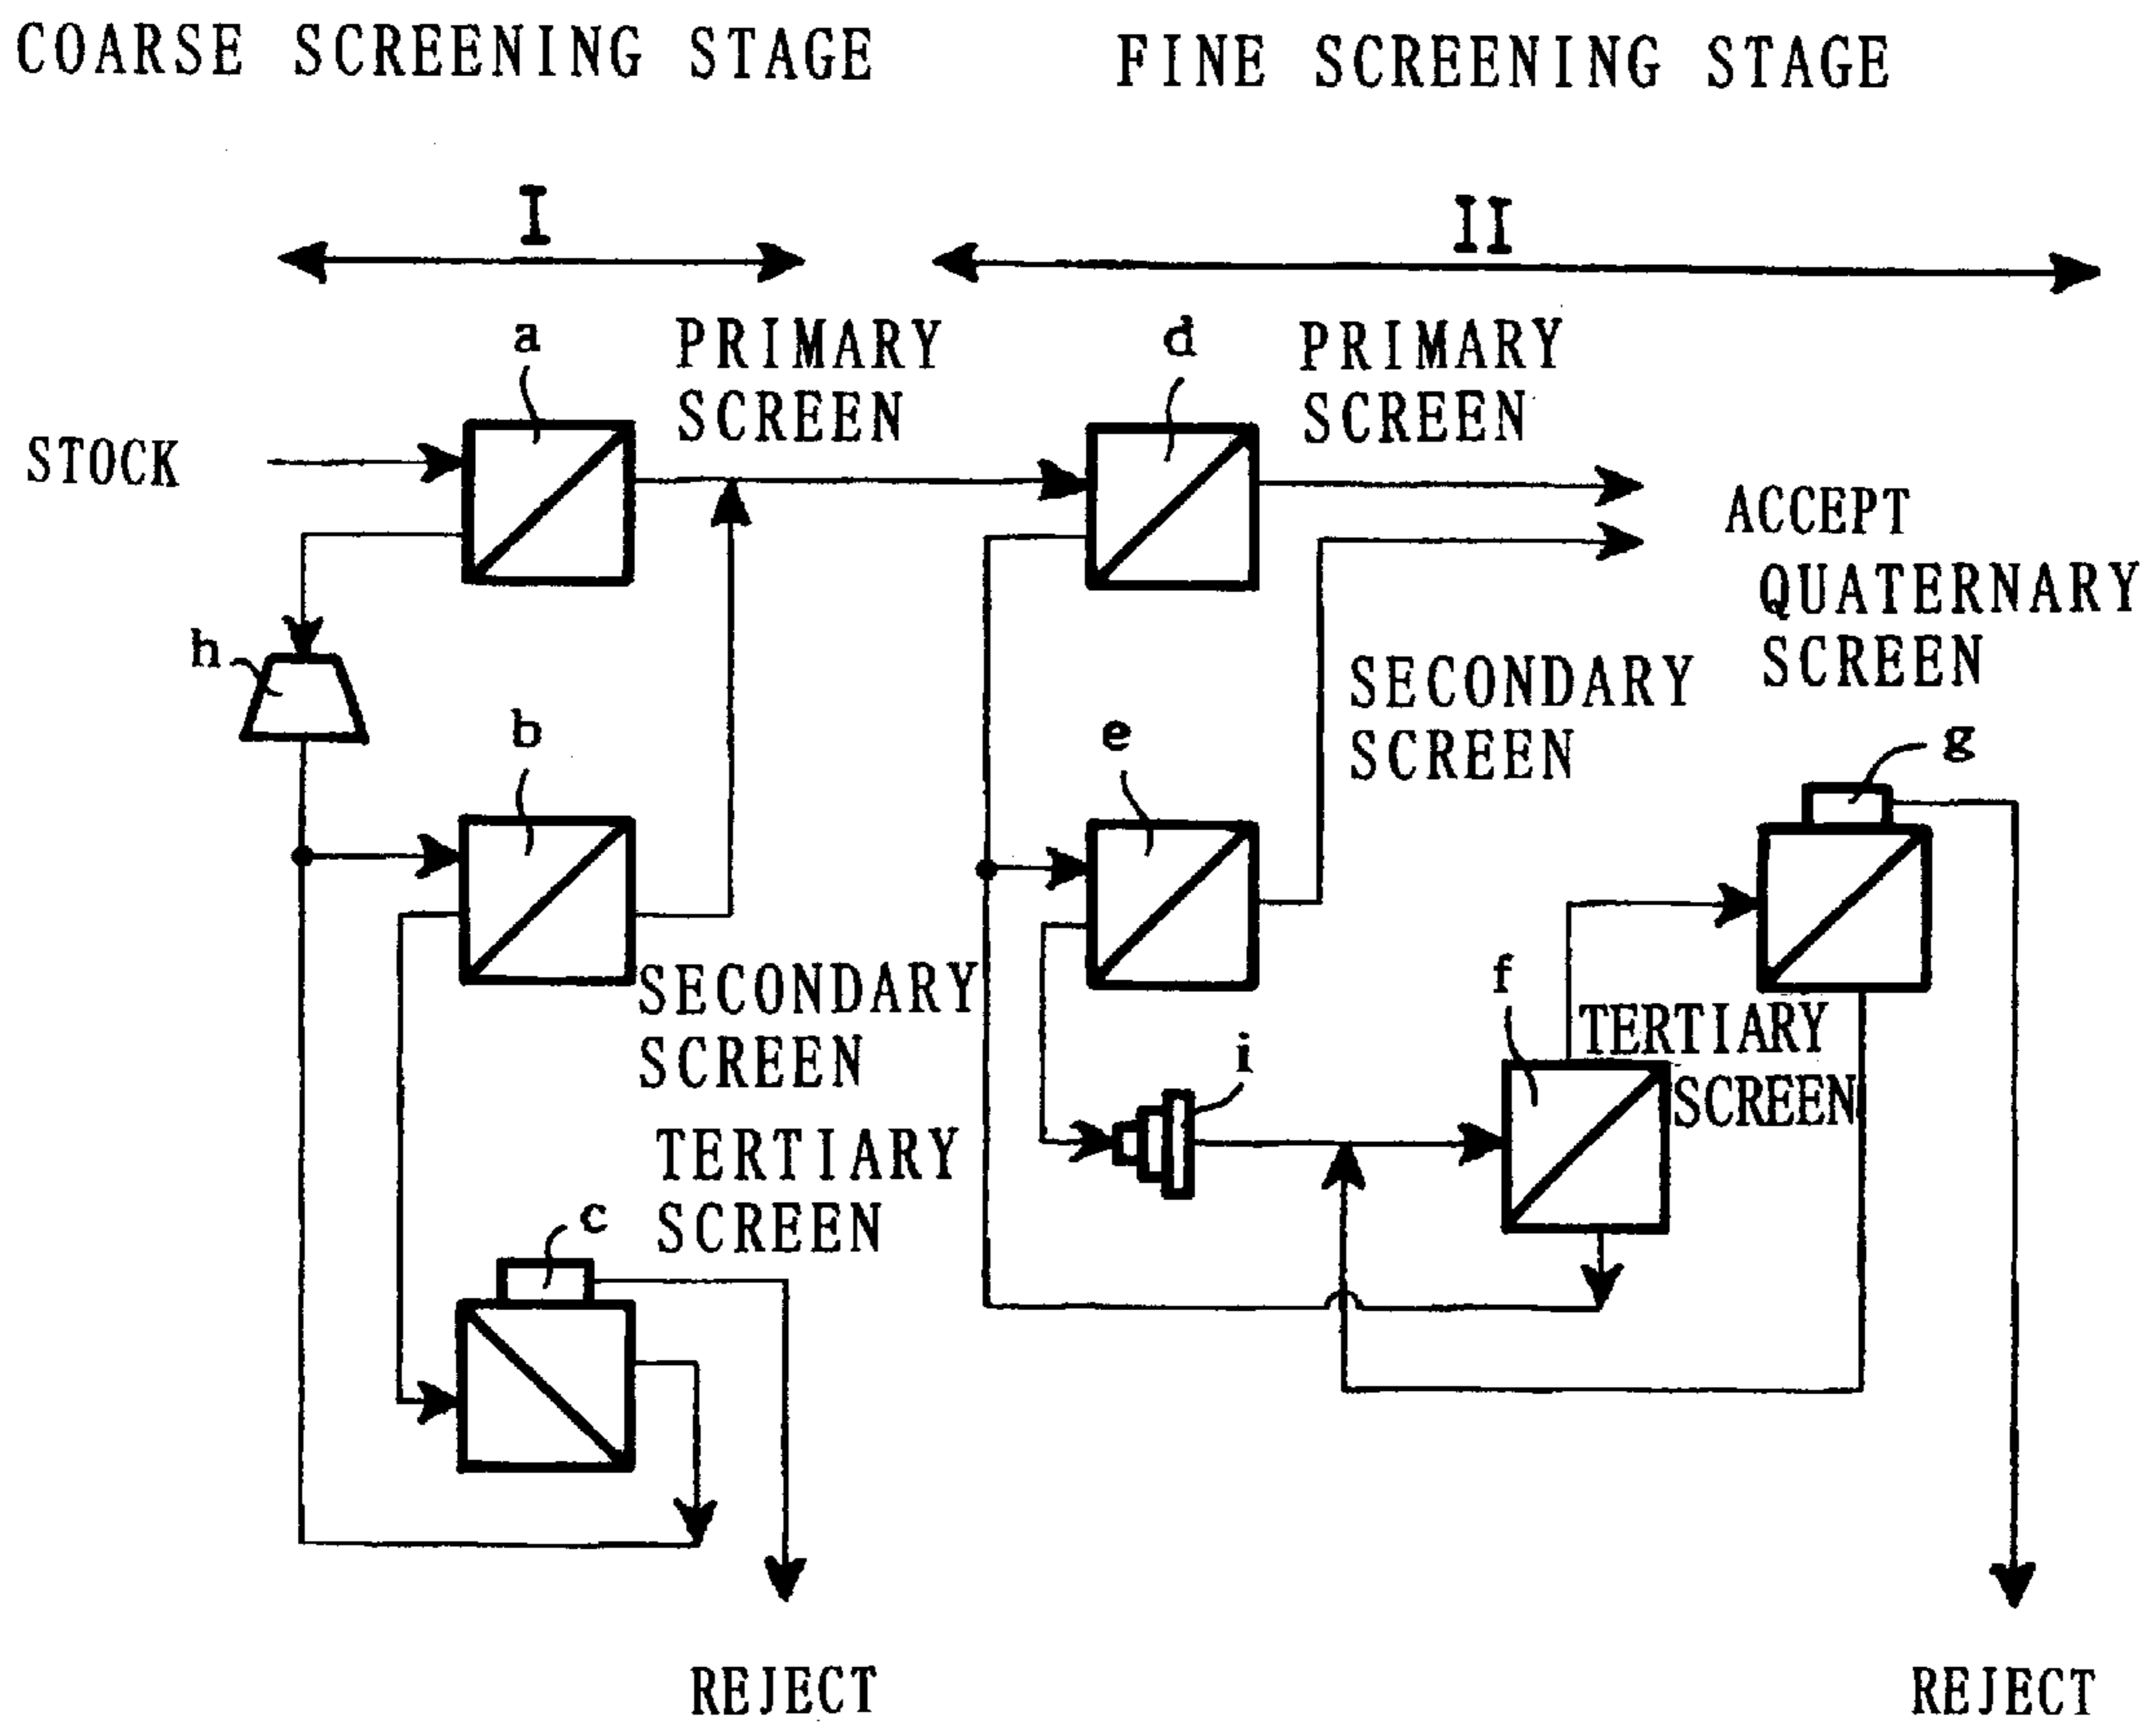 COARSE SCREENING STAGE
FINE SCREENING STAGE
I
II
a
PRIMARY
SCREEN
d
PRIMARY
SCREEN
STOCK
ACCEPT
QUATERNARY
SCREEN
h
b
SECONDARY
SCREEN
e
g
SECONDARY
SCREEN
f
TERTIARY
SCREEN
i
TERTIARY
SCREEN
c
REJECT
REJECT